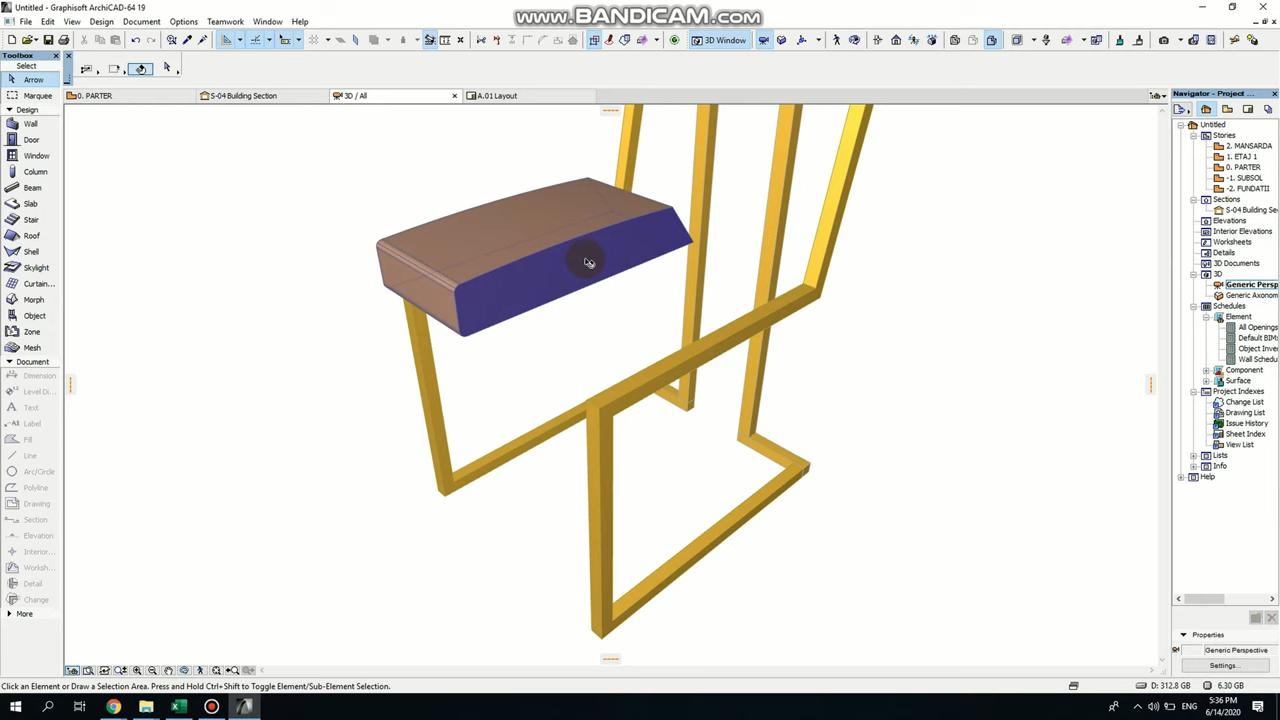 Untitled - Graphisoft ArchiCAD-64 19
www.BANDICAM.com
File Edit View Design Document Options Teamwork Window Help
3D Window
Toolbox
Select
Arrow
Marquee
Design
Wall
Door
Window
Column
Beam
Slab
Stair
Roof
Shell
Skylight
Curtain...
Morph
Object
Zone
Mesh
Document
Dimension
Level Di...
Text
Label
Fill
Line
Arc/Circle
Polyline
Drawing
Section
Elevation
Interior...
Worksh...
Detail
Change
More
0. PARTER
S-04 Building Section
3D / All
A.01 Layout
Navigator - Project ...
Untitled
Stories
2. MANSARDA
1. ETAJ 1
0. PARTER
-1. SUBSOL
-2. FUNDATII
Sections
S-04 Building Se
Elevations
Interior Elevations
Worksheets
Details
3D Documents
3D
Generic Persp
Generic Axonom
Schedules
Element
All Openings
Default BIM
Object Inve
Wall Schedu
Component
Surface
Project Indexes
Change List
Drawing List
Issue History
Sheet Index
View List
Lists
Info
Help
Properties
Generic Perspective
Settings...
Click an Element or Draw a Selection Area. Press and Hold Ctrl+Shift to Toggle Element/Sub-Element Selection.
D: 312.8 GB
6.30 GB
ENG
5:36 PM
6/14/2020